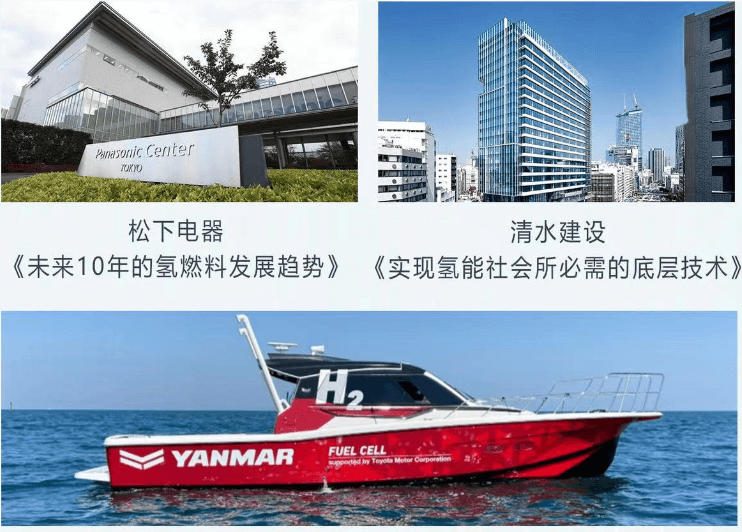 Panasonic Center
TOKYO
松下电器
《未来10年的氢燃料发展趋势》
清水建设
《实现氢能社会所必需的底层技术》
H2
YANMAR
FUEL CELL
supported by Toyota Motor Corporation